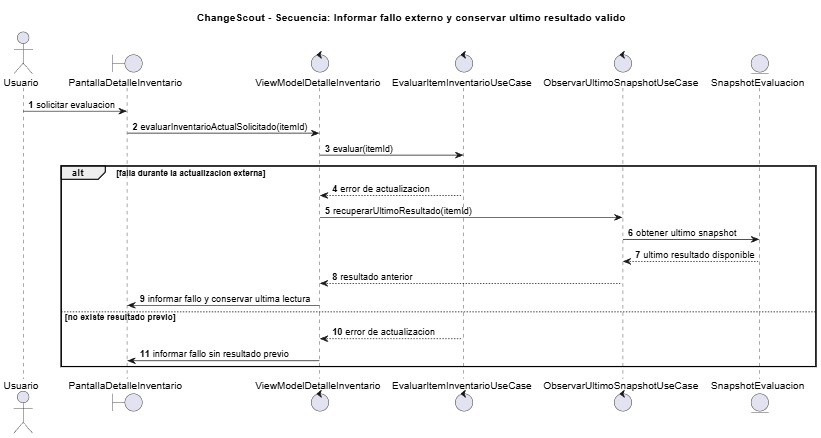 ChangeScout - Secuencia: Informar fallo externo y conservar ultimo resultado valido
Usuario PantallaDetalleInventario ViewModelDetalleInventario EvaluarItemInventarioUseCase ObservarUltimoSnapshotUseCase SnapshotEvaluacion
1 solicitar evaluacion
2 evaluarInventarioActualSolicitado(itemId)
3 evaluar(itemId)
alt [falla durante la actualizacion externa]
4 error de actualizacion
5 recuperarUltimoResultado(itemId)
6 obtener ultimo snapshot
7 ultimo resultado disponible
8 resultado anterior
9 informar fallo y conservar ultima lectura
[no existe resultado previo]
10 error de actualizacion
11 informar fallo sin resultado previo
Usuario PantallaDetalleInventario ViewModelDetalleInventario EvaluarItemInventarioUseCase ObservarUltimoSnapshotUseCase SnapshotEvaluacion